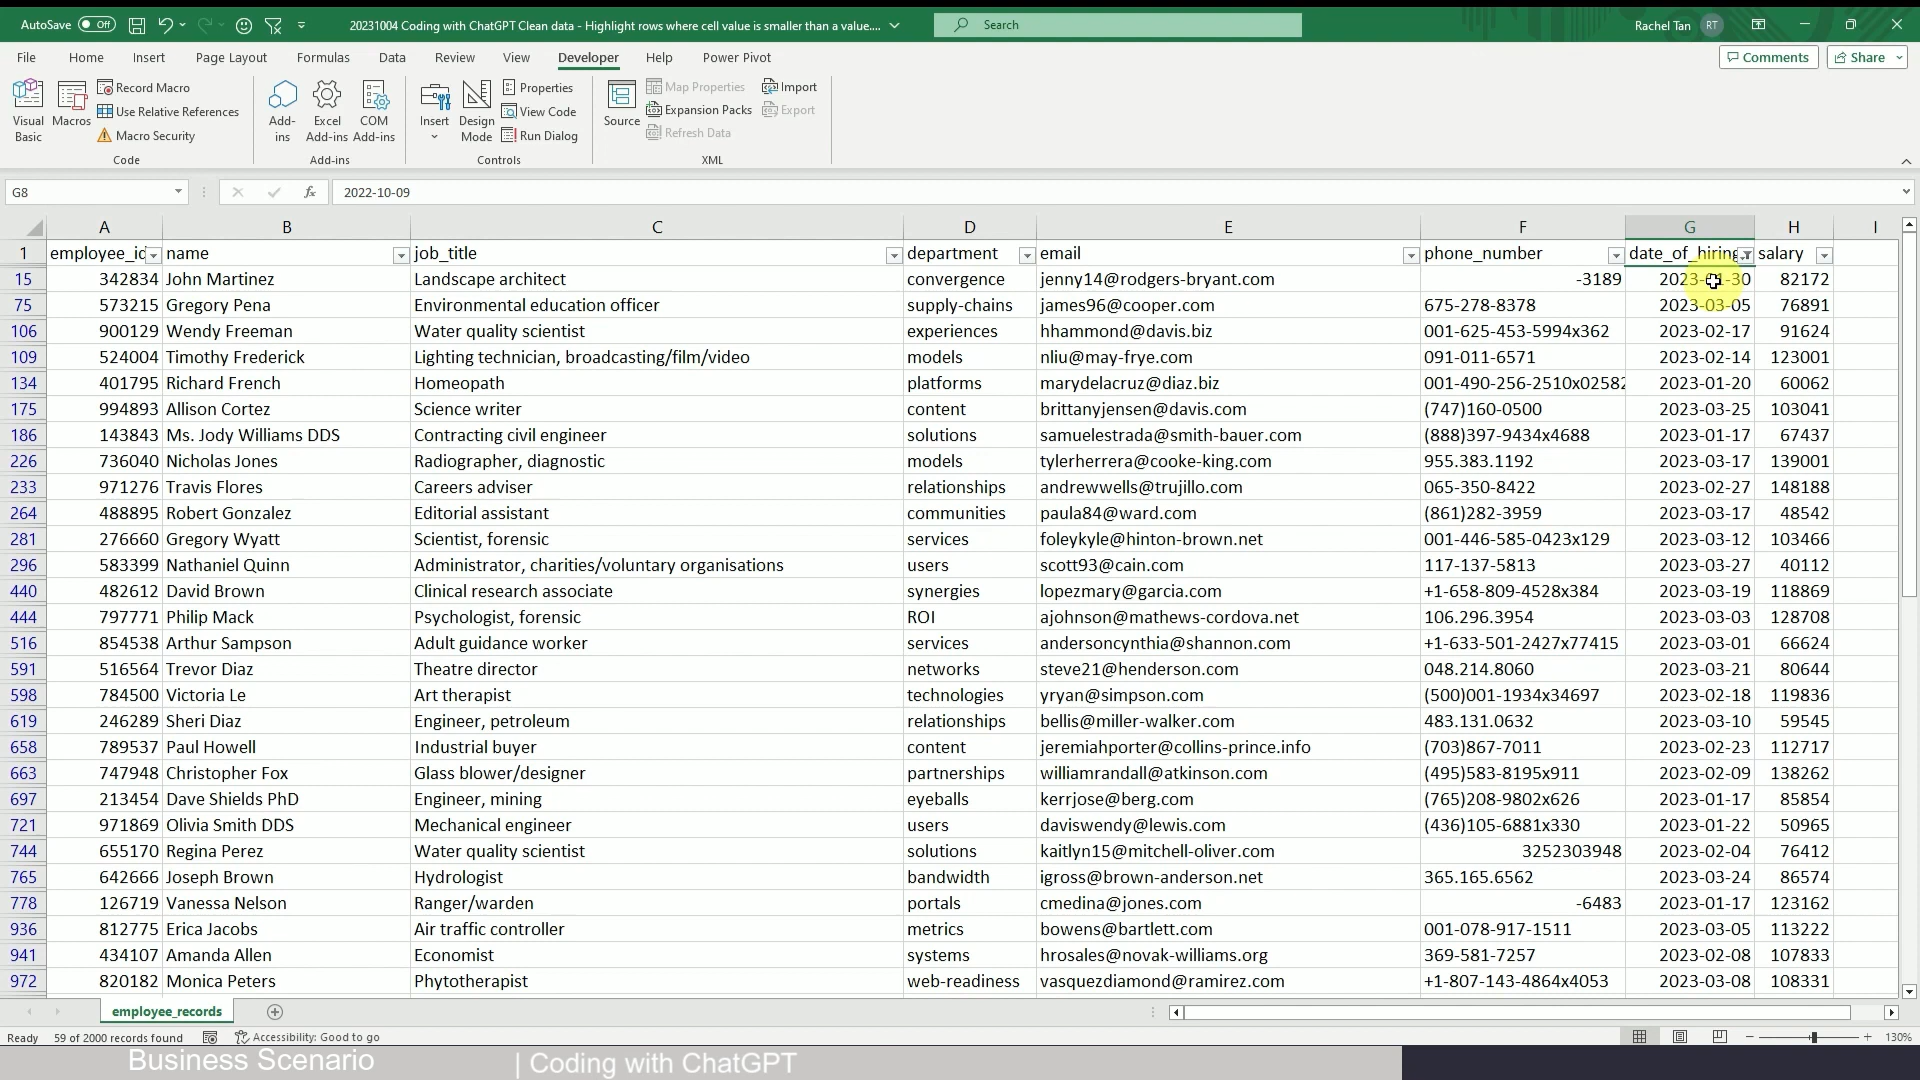 AutoSave Off 20231004 Coding with ChatGPT Clean data - Highlight rows where cell value is smaller than a value.... Search Rachel Tan RT
File Home Insert Page Layout Formulas Data Review View Developer Help Power Pivot Comments Share
Visual Basic Macros Record Macro Use Relative References Macro Security Code
Add-ins Excel Add-ins COM Add-ins Add-ins
Insert Design Mode Properties View Code Run Dialog Controls
Source Map Properties Expansion Packs Refresh Data Import Export XML
G8 fx 2022-10-09
A B C D E F G H I
1 employee_id name job_title department email phone_number date_of_hiring salary
15 342834 John Martinez Landscape architect convergence jenny14@rodgers-bryant.com -3189 2023-01-30 82172
75 573215 Gregory Pena Environmental education officer supply-chains james96@cooper.com 675-278-8378 2023-03-05 76891
106 900129 Wendy Freeman Water quality scientist experiences hhammond@davis.biz 001-625-453-5994x362 2023-02-17 91624
109 524004 Timothy Frederick Lighting technician, broadcasting/film/video models nliu@may-frye.com 091-011-6571 2023-02-14 123001
134 401795 Richard French Homeopath platforms marydelacruz@diaz.biz 001-490-256-2510x02582 2023-01-20 60062
175 994893 Allison Cortez Science writer content brittanyjensen@davis.com (747)160-0500 2023-03-25 103041
186 143843 Ms. Jody Williams DDS Contracting civil engineer solutions samuelestrada@smith-bauer.com (888)397-9434x4688 2023-01-17 67437
226 736040 Nicholas Jones Radiographer, diagnostic models tylerherrera@cooke-king.com 955.383.1192 2023-03-17 139001
233 971276 Travis Flores Careers adviser relationships andrewwells@trujillo.com 065-350-8422 2023-02-27 148188
264 488895 Robert Gonzalez Editorial assistant communities paula84@ward.com (861)282-3959 2023-03-17 48542
281 276660 Gregory Wyatt Scientist, forensic services foleykyle@hinton-brown.net 001-446-585-0423x129 2023-03-12 103466
296 583399 Nathaniel Quinn Administrator, charities/voluntary organisations users scott93@cain.com 117-137-5813 2023-03-27 40112
440 482612 David Brown Clinical research associate synergies lopezmary@garcia.com +1-658-809-4528x384 2023-03-19 118869
444 797771 Philip Mack Psychologist, forensic ROI ajohnson@mathews-cordova.net 106.296.3954 2023-03-03 128708
516 854538 Arthur Sampson Adult guidance worker services andersoncynthia@shannon.com +1-633-501-2427x77415 2023-03-01 66624
591 516564 Trevor Diaz Theatre director networks steve21@henderson.com 048.214.8060 2023-03-21 80644
598 784500 Victoria Le Art therapist technologies yryan@simpson.com (500)001-1934x34697 2023-02-18 119836
619 246289 Sheri Diaz Engineer, petroleum relationships bellis@miller-walker.com 483.131.0632 2023-03-10 59545
658 789537 Paul Howell Industrial buyer content jeremiahporter@collins-prince.info (703)867-7011 2023-02-23 112717
663 747948 Christopher Fox Glass blower/designer partnerships williamrandall@atkinson.com (495)583-8195x911 2023-02-09 138262
697 213454 Dave Shields PhD Engineer, mining eyeballs kerrjose@berg.com (765)208-9802x626 2023-01-17 85854
721 971869 Olivia Smith DDS Mechanical engineer users daviswendy@lewis.com (436)105-6881x330 2023-01-22 50965
744 655170 Regina Perez Water quality scientist solutions kaitlyn15@mitchell-oliver.com 3252303948 2023-02-04 76412
765 642666 Joseph Brown Hydrologist bandwidth igross@brown-anderson.net 365.165.6562 2023-03-24 86574
778 126719 Vanessa Nelson Ranger/warden portals cmedina@jones.com -6483 2023-01-17 123162
936 812775 Erica Jacobs Air traffic controller metrics bowens@bartlett.com 001-078-917-1511 2023-03-05 113222
941 434107 Amanda Allen Economist systems hrosales@novak-williams.org 369-581-7257 2023-02-08 107833
972 820182 Monica Peters Phytotherapist web-readiness vasquezdiamond@ramirez.com +1-807-143-4864x4053 2023-03-08 108331
employee_records
Ready 59 of 2000 records found Accessibility: Good to go 130%
Business Scenario | Coding with ChatGPT